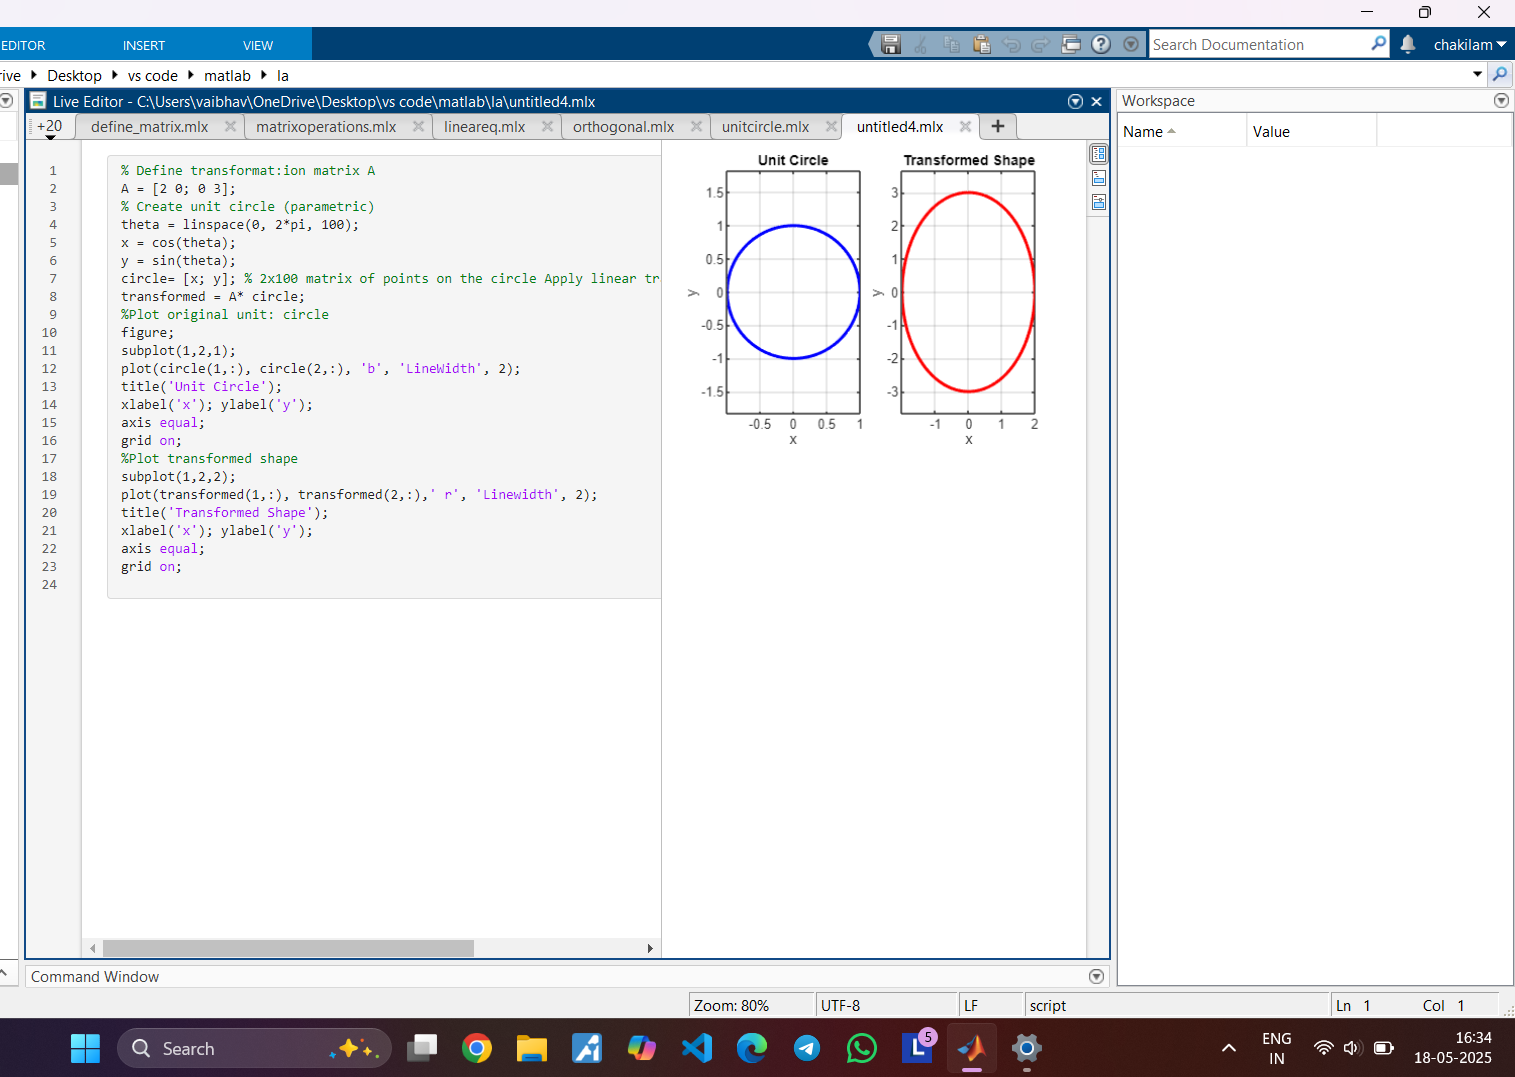 EDITOR INSERT VIEW Search Documentation chakilam
rive Desktop vs code matlab la
Live Editor - C:\Users\vaibhav\OneDrive\Desktop\vs code\matlab\la\untitled4.mlx
Workspace
+20 define_matrix.mlx matrixoperations.mlx lineareq.mlx orthogonal.mlx unitcircle.mlx untitled4.mlx +
Name Value
1 % Define transformat:ion matrix A
2 A = [2 0; 0 3];
3 % Create unit circle (parametric)
4 theta = linspace(0, 2*pi, 100);
5 x = cos(theta);
6 y = sin(theta);
7 circle= [x; y]; % 2x100 matrix of points on the circle Apply linear tr
8 transformed = A* circle;
9 %Plot original unit: circle
10 figure;
11 subplot(1,2,1);
12 plot(circle(1,:), circle(2,:), 'b', 'LineWidth', 2);
13 title('Unit Circle');
14 xlabel('x'); ylabel('y');
15 axis equal;
16 grid on;
17 %Plot transformed shape
18 subplot(1,2,2);
19 plot(transformed(1,:), transformed(2,:),' r', 'Linewidth', 2);
20 title('Transformed Shape');
21 xlabel('x'); ylabel('y');
22 axis equal;
23 grid on;
24
Unit Circle
1.5
1
0.5
0
-0.5
-1
-1.5
y
-0.5 0 0.5 1
x
Transformed Shape
3
2
1
0
-1
-2
-3
y
-1 0 1 2
x
Command Window
Zoom: 80% UTF-8 LF script Ln 1 Col 1
Search
5
ENG
IN
16:34
18-05-2025